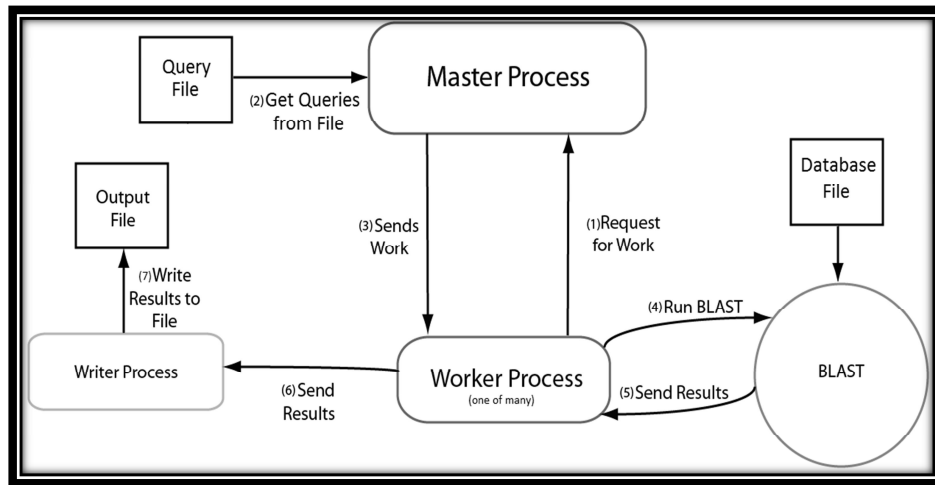 Query
File
(2)Get Queries
from File
Master Process
Output
File
(3)Sends
Work
(1)Request
for Work
Database
File
(7)Write
Results to
File
(4)Run BLAST
Writer Process
(6)Send
Results
Worker Process
(one of many)
(5)Send Results
BLAST